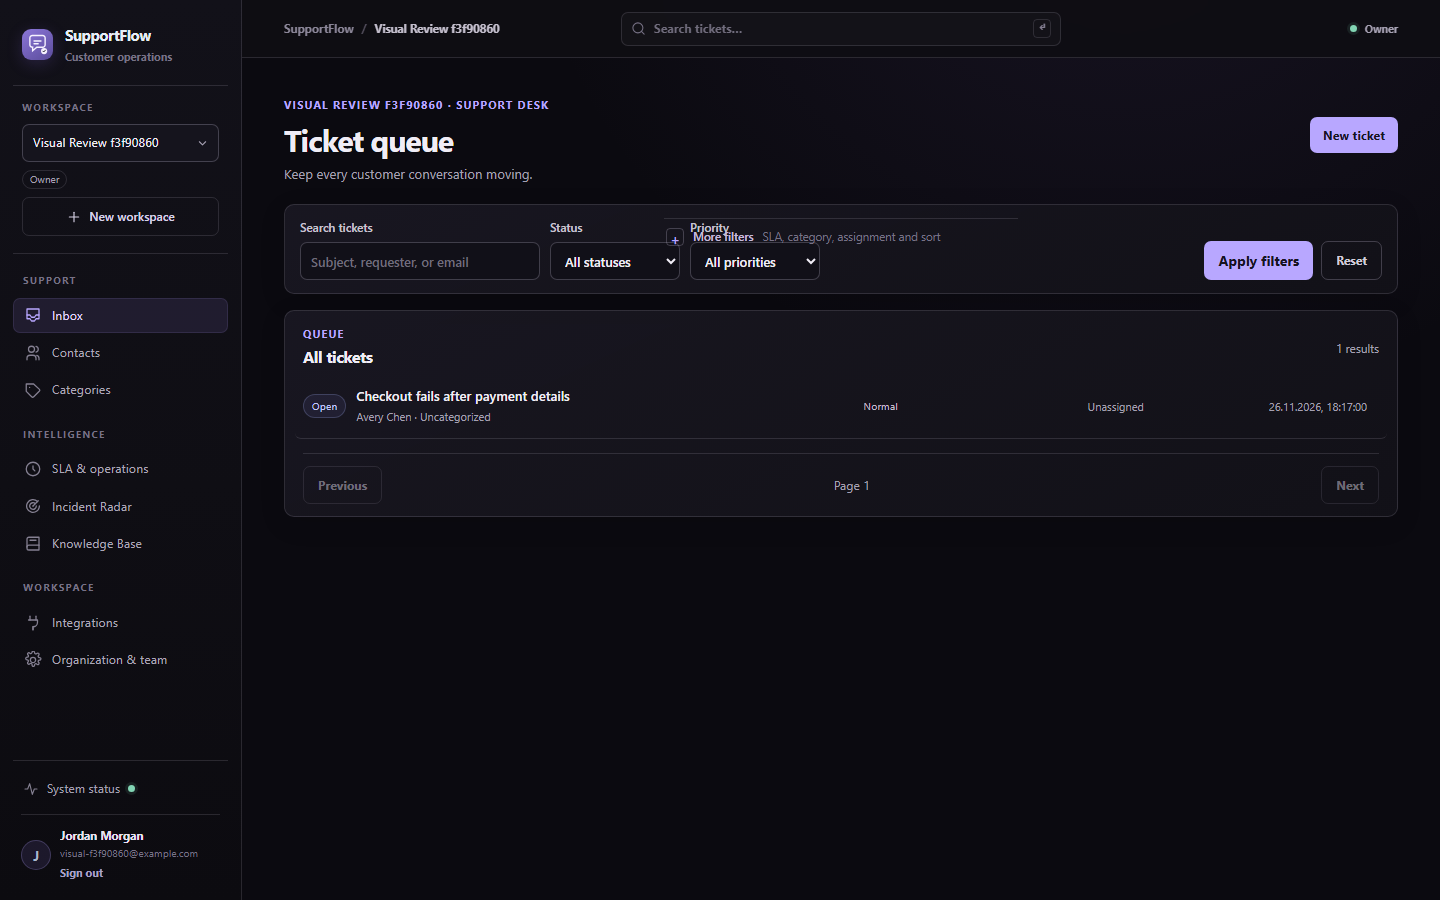 SupportFlow
Customer operations
WORKSPACE
Visual Review f3f90860
Owner
+ New workspace
SUPPORT
Inbox
Contacts
Categories
INTELLIGENCE
SLA & operations
Incident Radar
Knowledge Base
WORKSPACE
Integrations
Organization & team
System status
J
Jordan Morgan
visual-f3f90860@example.com
Sign out
SupportFlow / Visual Review f3f90860
Search tickets...
Owner
VISUAL REVIEW F3F90860 · SUPPORT DESK
Ticket queue
Keep every customer conversation moving.
New ticket
Search tickets
Subject, requester, or email
Status
All statuses
Priority
All priorities
+ More filters SLA, category, assignment and sort
Apply filters
Reset
QUEUE
All tickets
1 results
Open
Checkout fails after payment details
Avery Chen · Uncategorized
Normal
Unassigned
26.11.2026, 18:17:00
Previous
Page 1
Next